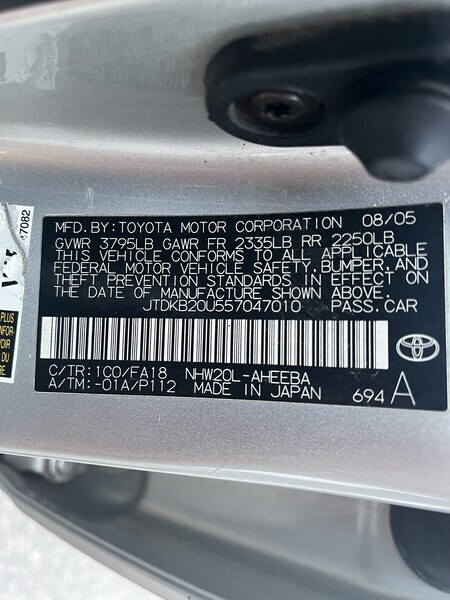 MFD.BY:TOYOTA MOTOR CORPORATION 08/05
GVWR 3795LB GAWR FR 2335LB RR 2250LB
THIS VEHICLE CONFORMS TO ALL APPLICABLE
FEDERAL MOTOR VEHICLE SAFETY, BUMPER, AND
THEFT PREVENTION STANDARDS IN EFFECT ON
THE DATE OF MANUFACTURE SHOWN ABOVE.
JTDKB20U557047010 PASS.CAR
C/TR:1C0/FA18 NHW20L-AHEEBA
A/TM:-01A/P112 MADE IN JAPAN 694 A
47082